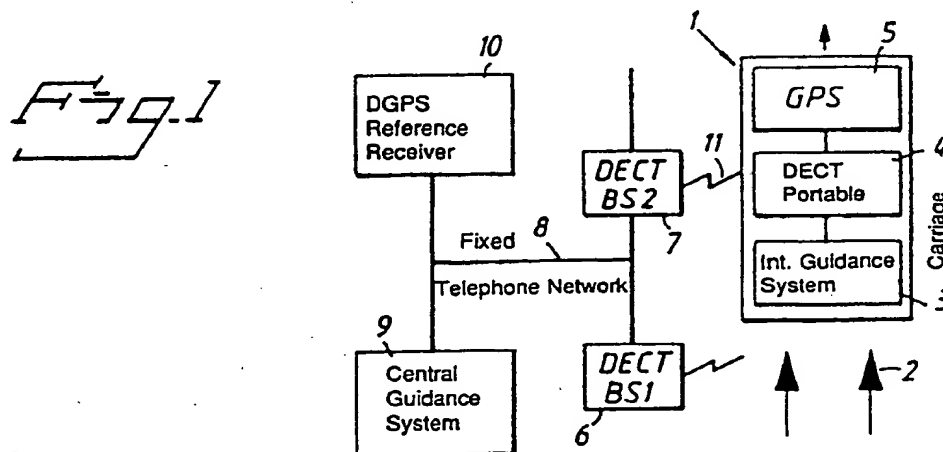 Fig.1
10
DGPS
Reference
Receiver
Fixed
8
Telephone Network
9
Central
Guidance
System
DECT
BS2
7
11
DECT
BS1
6
1
5
GPS
4
DECT
Portable
Int. Guidance
System
3
Carriage
2